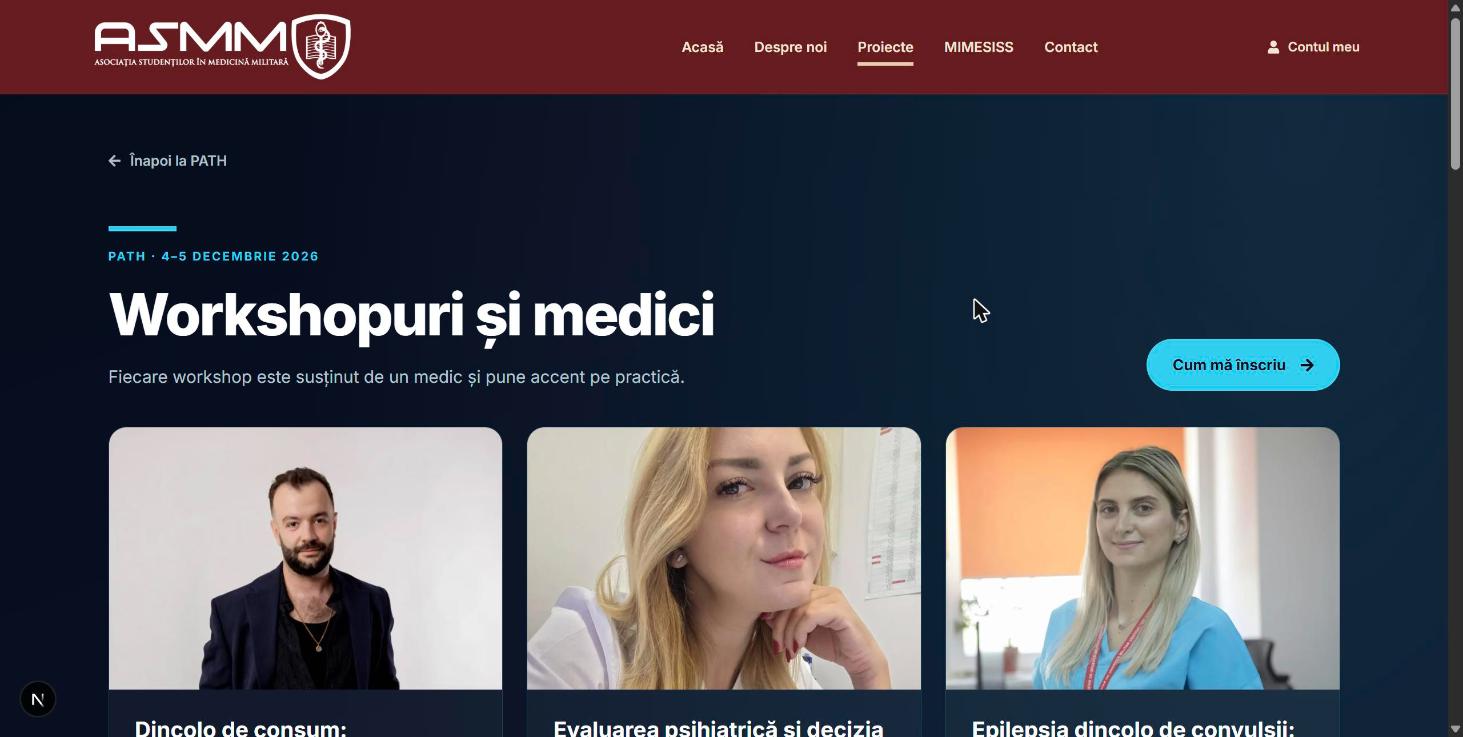 ASMM
ASOCIAȚIA STUDENȚILOR ÎN MEDICINĂ MILITARĂ
Acasă
Despre noi
Proiecte
MIMESISS
Contact
Contul meu
Înapoi la PATH
PATH · 4–5 DECEMBRIE 2026
Workshopuri și medici
Fiecare workshop este susținut de un medic și pune accent pe practică.
Cum mă înscriu
Dincolo de consum:
Evaluarea psihiatrică și decizia
Epilepsia dincolo de convulsii:
N